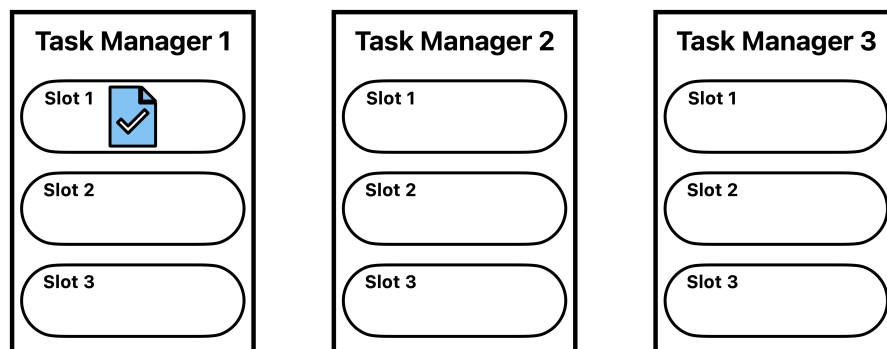 Task Manager 1
Slot 1
Slot 2
Slot 3
Task Manager 2
Slot 1
Slot 2
Slot 3
Task Manager 3
Slot 1
Slot 2
Slot 3